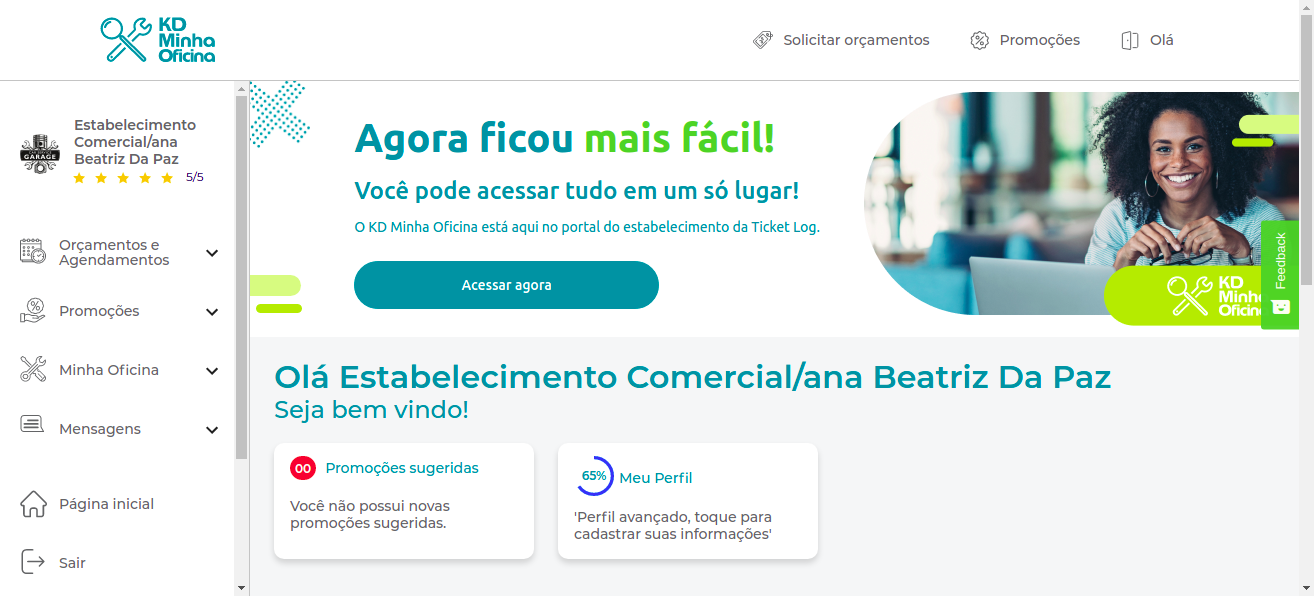 KD
Minha
Oficina
Solicitar orçamentos
Promoções
Olá
Estabelecimento
Comercial/ana
Beatriz Da Paz
5/5
CAR SERVICE
GARAGE
Orçamentos e
Agendamentos
Promoções
Minha Oficina
Mensagens
Página inicial
Sair
Agora ficou mais fácil!
Você pode acessar tudo em um só lugar!
O KD Minha Oficina está aqui no portal do estabelecimento da Ticket Log.
Acessar agora
KD
Minha
Oficina
Feedback
Olá Estabelecimento Comercial/ana Beatriz Da Paz
Seja bem vindo!
00 Promoções sugeridas
Você não possui novas
promoções sugeridas.
65% Meu Perfil
'Perfil avançado, toque para
cadastrar suas informações'